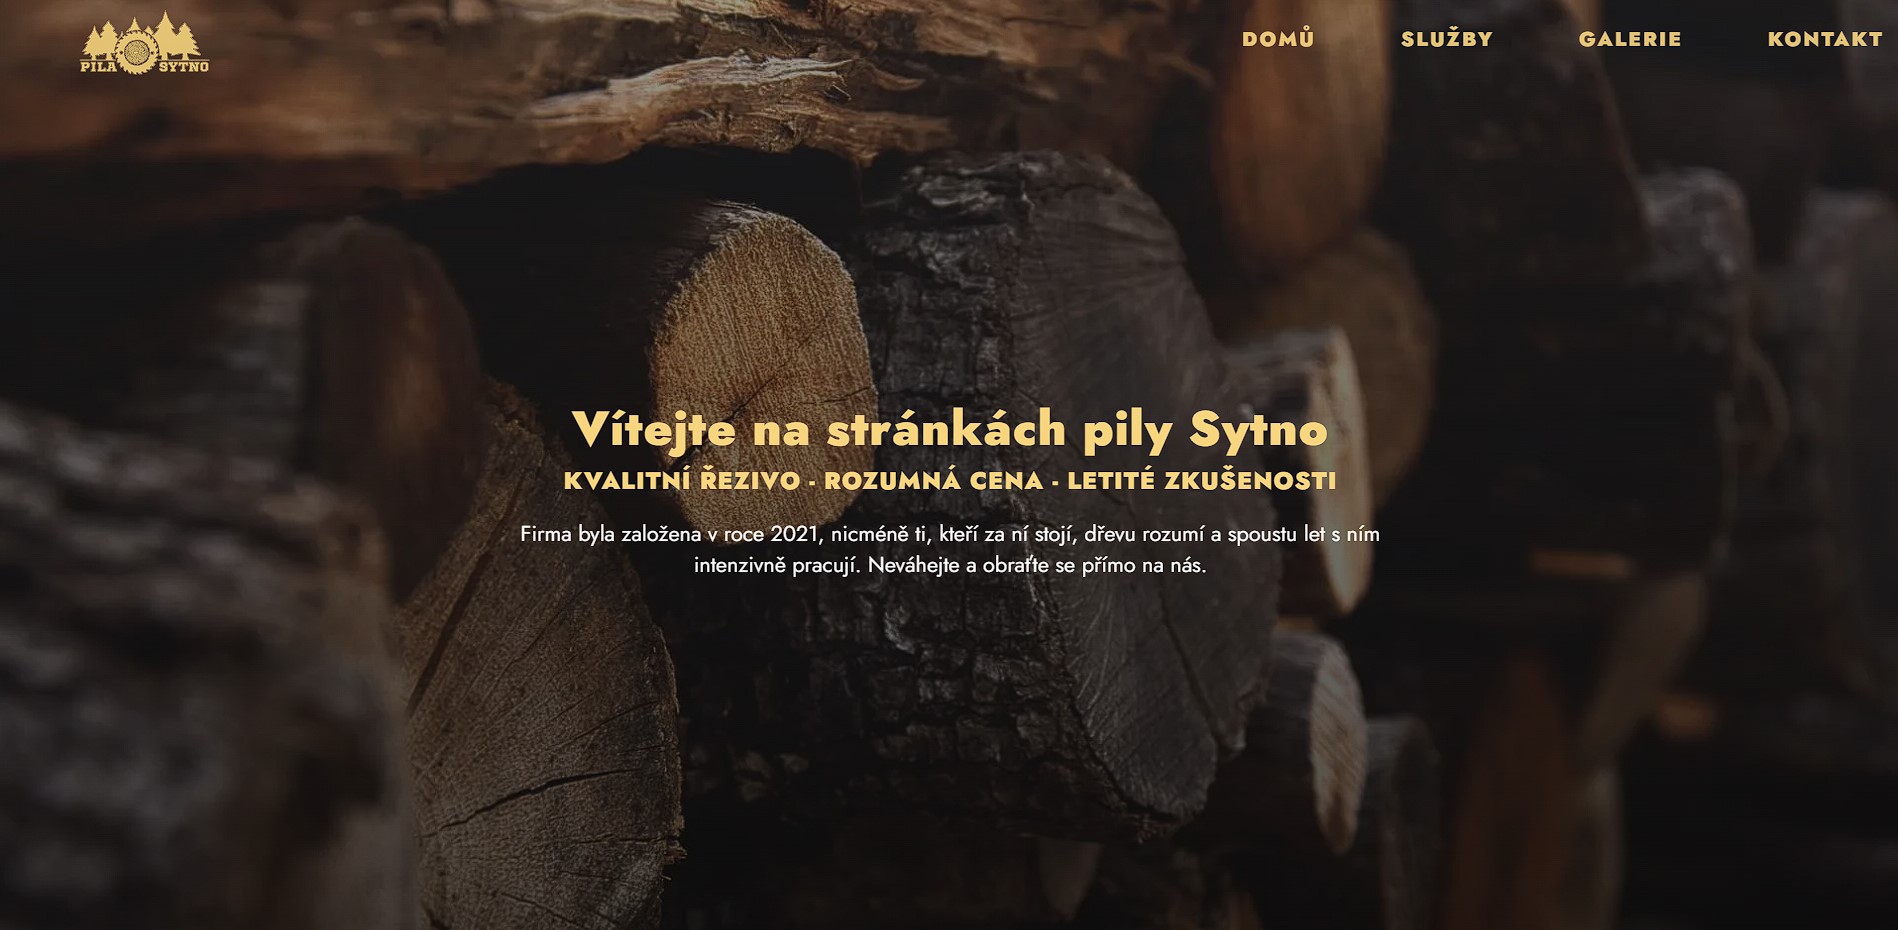 PILA SYTNO
DOMŮ SLUŽBY GALERIE KONTAKT
Vítejte na stránkách pily Sytno
KVALITNÍ ŘEZIVO - ROZUMNÁ CENA - LETITÉ ZKUŠENOSTI
Firma byla založena v roce 2021, nicméně ti, kteří za ní stojí, dřevu rozumí a spoustu let s ním
intenzivně pracují. Neváhejte a obraťte se přímo na nás.